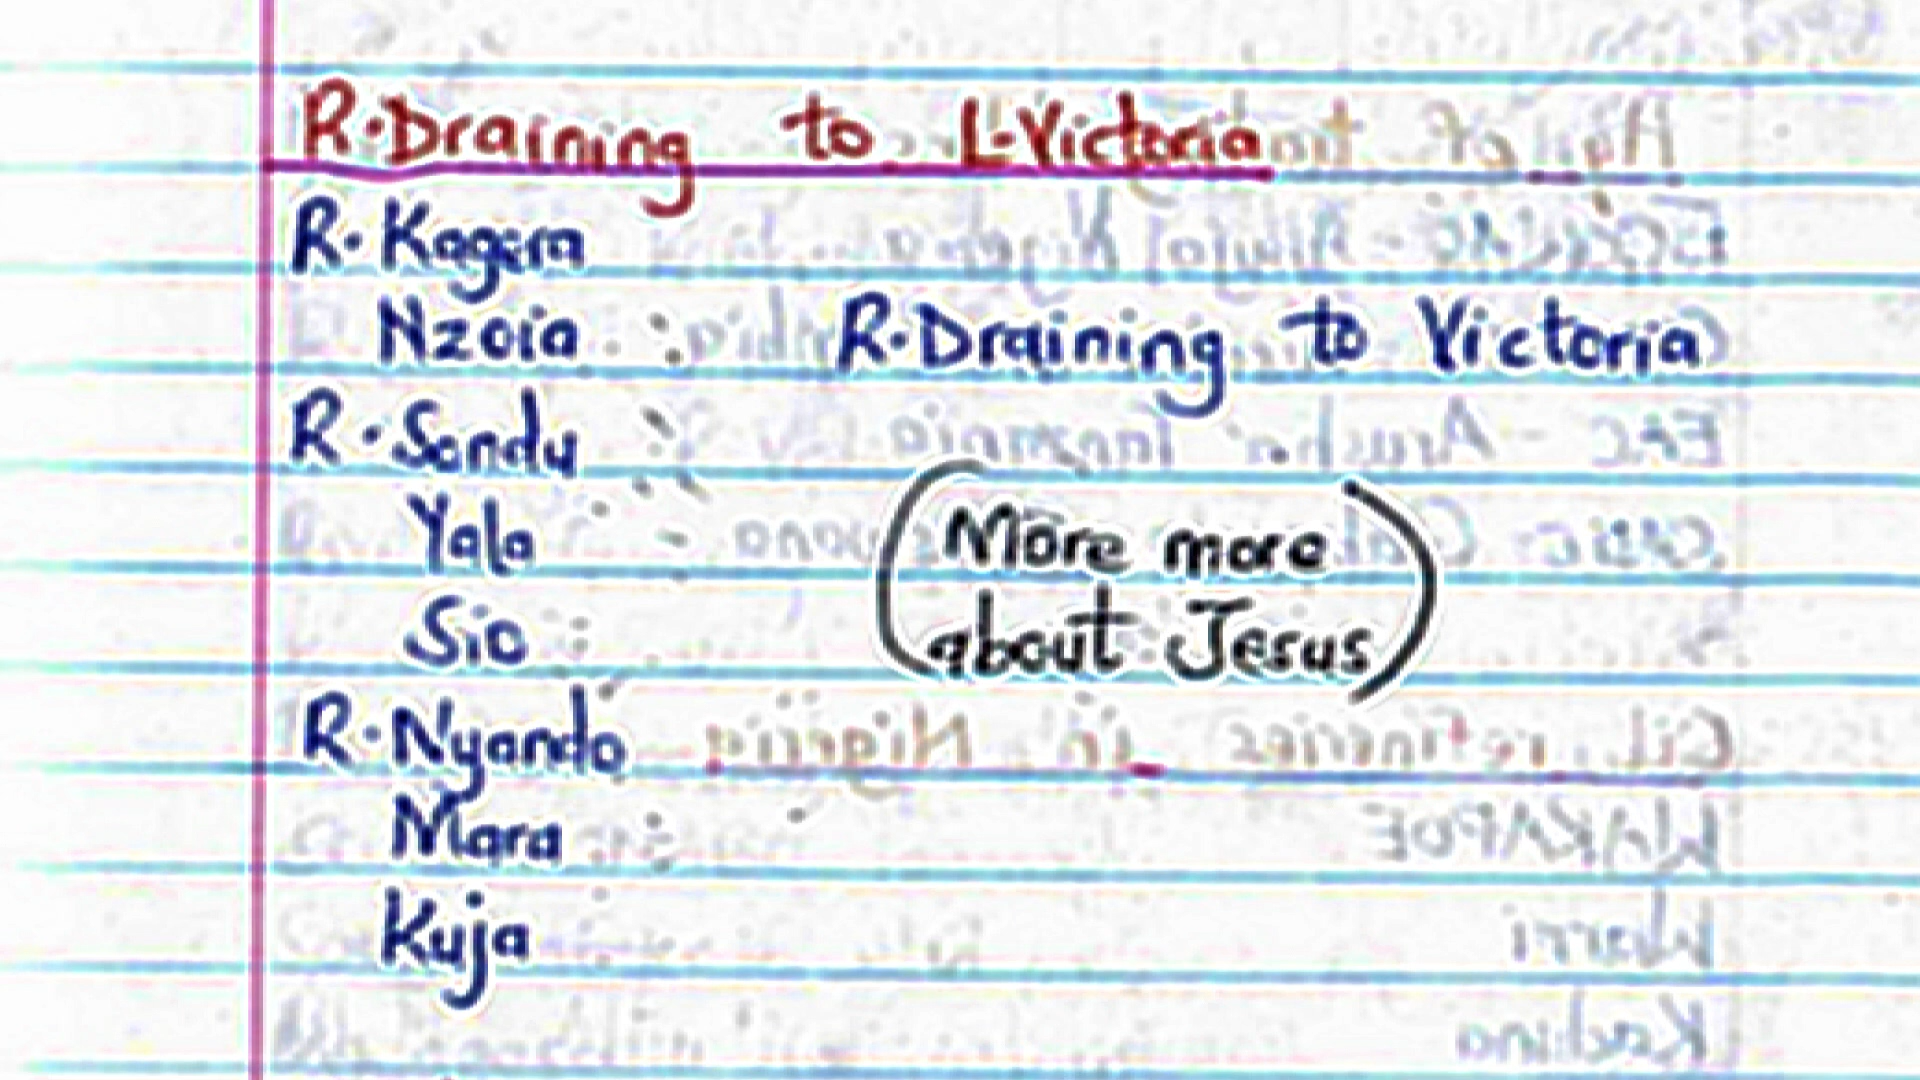 R. Draining to L. Victoria
R. Kagera
Nzoia
R. Draining to Victoria
R. Sondu
Yala
Sio
(More more
about Jesus)
R. Nyando
Mara
Kuja